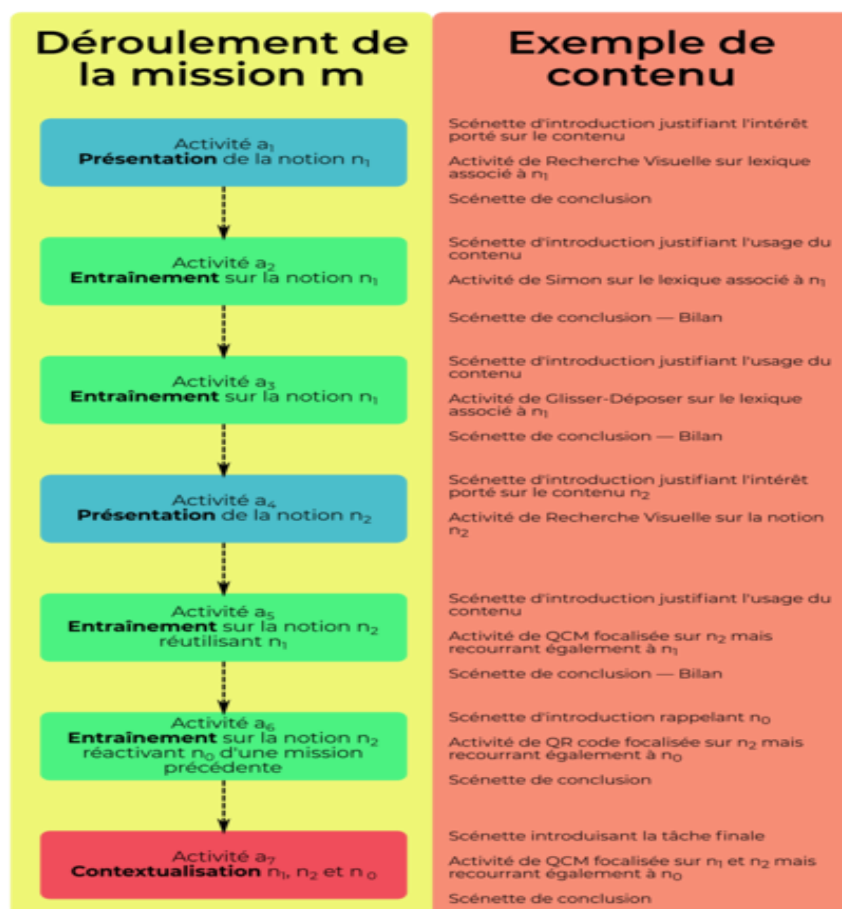 Déroulement de
la mission m
Exemple de
contenu
Activité a₁
Présentation de la notion n₁
Scénette d'introduction justifiant l'intérêt
porté sur le contenu
Activité de Recherche Visuelle sur lexique
associé à n₁
Scénette de conclusion
Activité a₂
Entraînement sur la notion n₁
Scénette d'introduction justifiant l'usage du
contenu
Activité de Simon sur le lexique associé à n₁
Scénette de conclusion — Bilan
Activité a₃
Entraînement sur la notion n₁
Scénette d'introduction justifiant l'usage du
contenu
Activité de Glisser-Déposer sur le lexique
associé à n₁
Scénette de conclusion — Bilan
Activité a₄
Présentation de la notion n₂
Scénette d'introduction justifiant l'intérêt
porté sur le contenu n₂
Activité de Recherche Visuelle sur la notion
n₂
Activité a₅
Entraînement sur la notion n₂
réutilisant n₁
Scénette d'introduction justifiant l'usage du
contenu
Activité de QCM focalisée sur n₂ mais
recourrant également à n₁
Scénette de conclusion — Bilan
Activité a₆
Entraînement sur la notion n₂
réactivant n₀ d'une mission
précédente
Scénette d'introduction rappelant n₀
Activité de QR code focalisée sur n₂ mais
recourrant également à n₀
Scénette de conclusion
Activité a₇
Contextualisation n₁, n₂ et n ₀
Scénette introduisant la tâche finale
Activité de QCM focalisée sur n₁ et n₂ mais
recourrant également à n₀
Scénette de conclusion